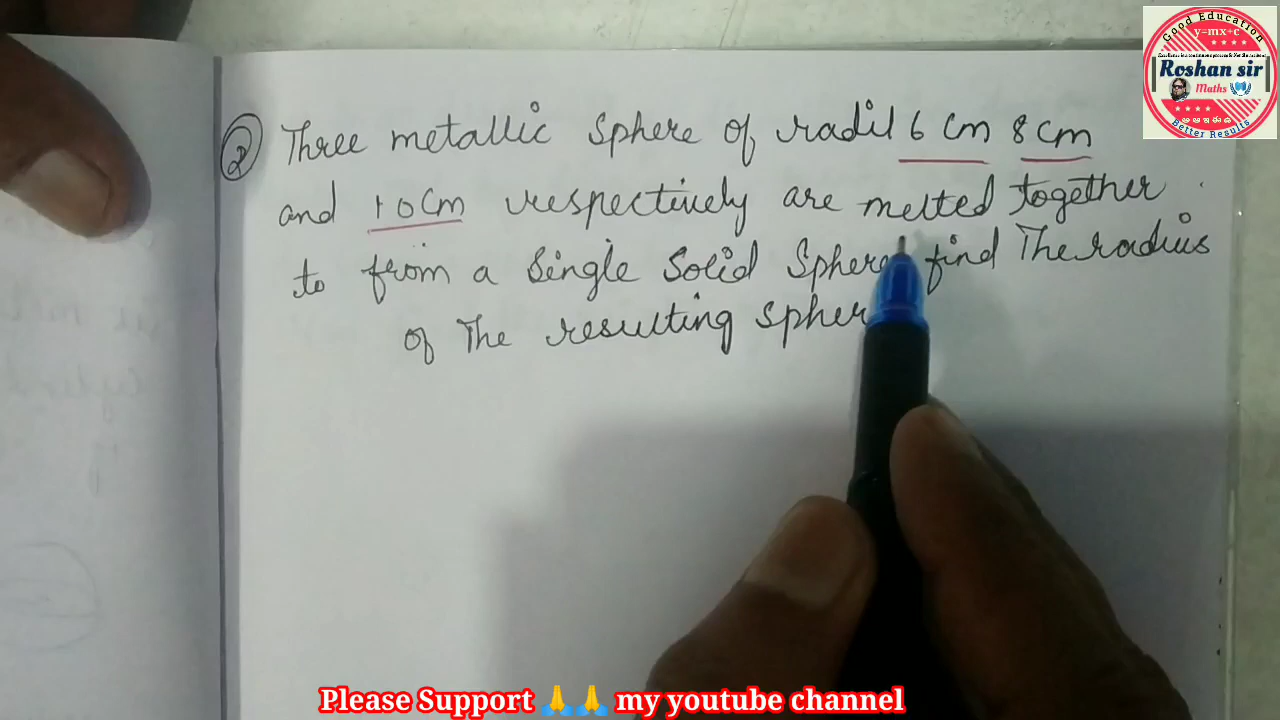 Good Education
y=mx+c
Roshan sir
Maths
Better Results
2 Three metallic Sphere of radii 6 cm 8 cm
and 10 cm respectively are melted together
to from a Single Solid Sphere find The radius
of The resulting Spher
Please Support 🙏🙏 my youtube channel